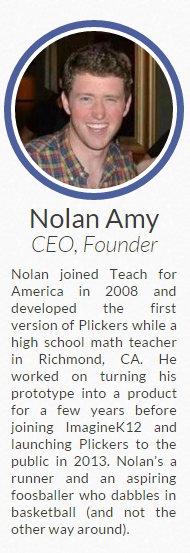 Nolan Amy
CEO, Founder
Nolan joined Teach for
America in 2008 and
developed the first
version of Plickers while a
high school math teacher
in Richmond, CA. He
worked on turning his
prototype into a product
for a few years before
joining ImagineK12 and
launching Plickers to the
public in 2013. Nolan's a
runner and an aspiring
foosballer who dabbles in
basketball (and not the
other way around).